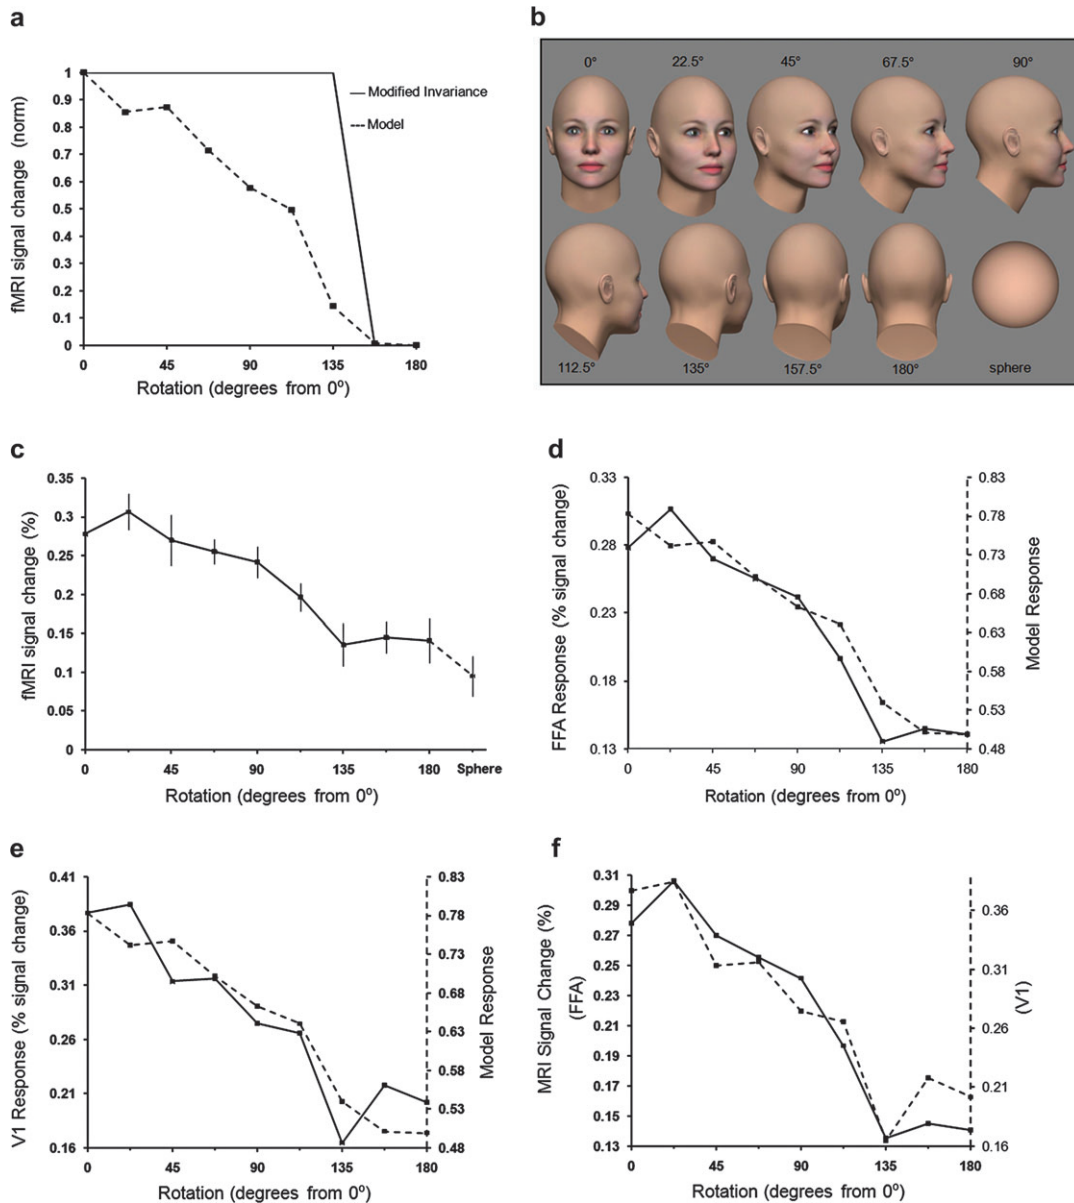 a
fMRI signal change (norm)
1
0.9
0.8
0.7
0.6
0.5
0.4
0.3
0.2
0.1
0
0 45 90 135 180
Rotation (degrees from 0º)
Modified Invariance
Model
b
0° 22.5° 45° 67.5° 90°
112.5° 135° 157.5° 180° sphere
c
fMRI signal change (%)
0.35
0.3
0.25
0.2
0.15
0.1
0.05
0
0 45 90 135 180 Sphere
Rotation (degrees from 0º)
d
FFA Response (% signal change)
0.33
0.28
0.23
0.18
0.13
0 45 90 135 180
Rotation (degrees from 0º)
0.83
0.78
0.73
0.68
0.63
0.58
0.53
0.48
Model Response
e
V1 Response (% signal change)
0.41
0.36
0.31
0.26
0.21
0.16
0 45 90 135 180
Rotation (degrees from 0º)
0.83
0.78
0.73
0.68
0.63
0.58
0.53
0.48
Model Response
f
MRI Signal Change (%)
(FFA)
0.31
0.29
0.27
0.25
0.23
0.21
0.19
0.17
0.15
0.13
0 45 90 135 180
Rotation (degrees from 0º)
0.36
0.31
0.26
0.21
0.16
(V1)